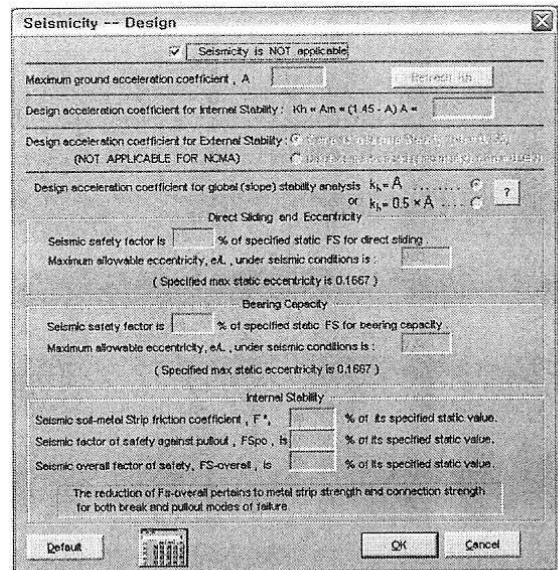 Seismicity -- Design
Seismicity is NOT applicable
Maximum ground acceleration coefficient , A
Design acceleration coefficient for Internal Stability : Kh = Am = (1.45 - A) A =
Design acceleration coefficient for External Stability :
(NOT APPLICABLE FOR NCMA)
Design acceleration coefficient for global (slope) stability analysis kh = A ........
?
or kh = 0.5 × A ....
Direct Sliding and Eccentricity
Seismic safety factor is % of specified static FS for direct sliding
Maximum allowable eccentricity, e/L , under seismic conditions is :
( Specified max static eccentricity is 0.1667 )
Bearing Capacity
Seismic safety factor is % of specified static FS for bearing capacity
Maximum allowable eccentricity, e/L , under seismic conditions is :
( Specified max static eccentricity is 0.1667 )
Internal Stability
Seismic soil-metal Strip friction coefficient , F*, % of its specified static value.
Seismic factor of safety against pullout , FSpo , is % of its specified static value.
Seismic overall factor of safety, FS-overall , is % of its specified static value.
The reduction of Fs-overall pertains to metal strip strength and connection strength
for both break and pullout modes of failure
Default
OK
Cancel